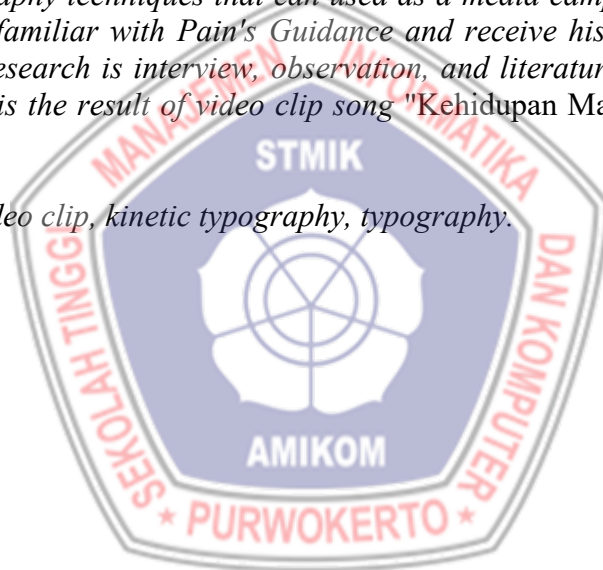 aphy techniques that can used as a media camp
familiar with Pain's Guidance and receive his
esearch is interview, observation, and literatur
is the result of video clip song "Kehidupan Ma
deo clip, kinetic typography, typography.
SEKOLAH TINGGI MANAJEMEN INFORMATIKA DAN KOMPUTER
STMIK
AMIKOM
* PURWOKERTO *